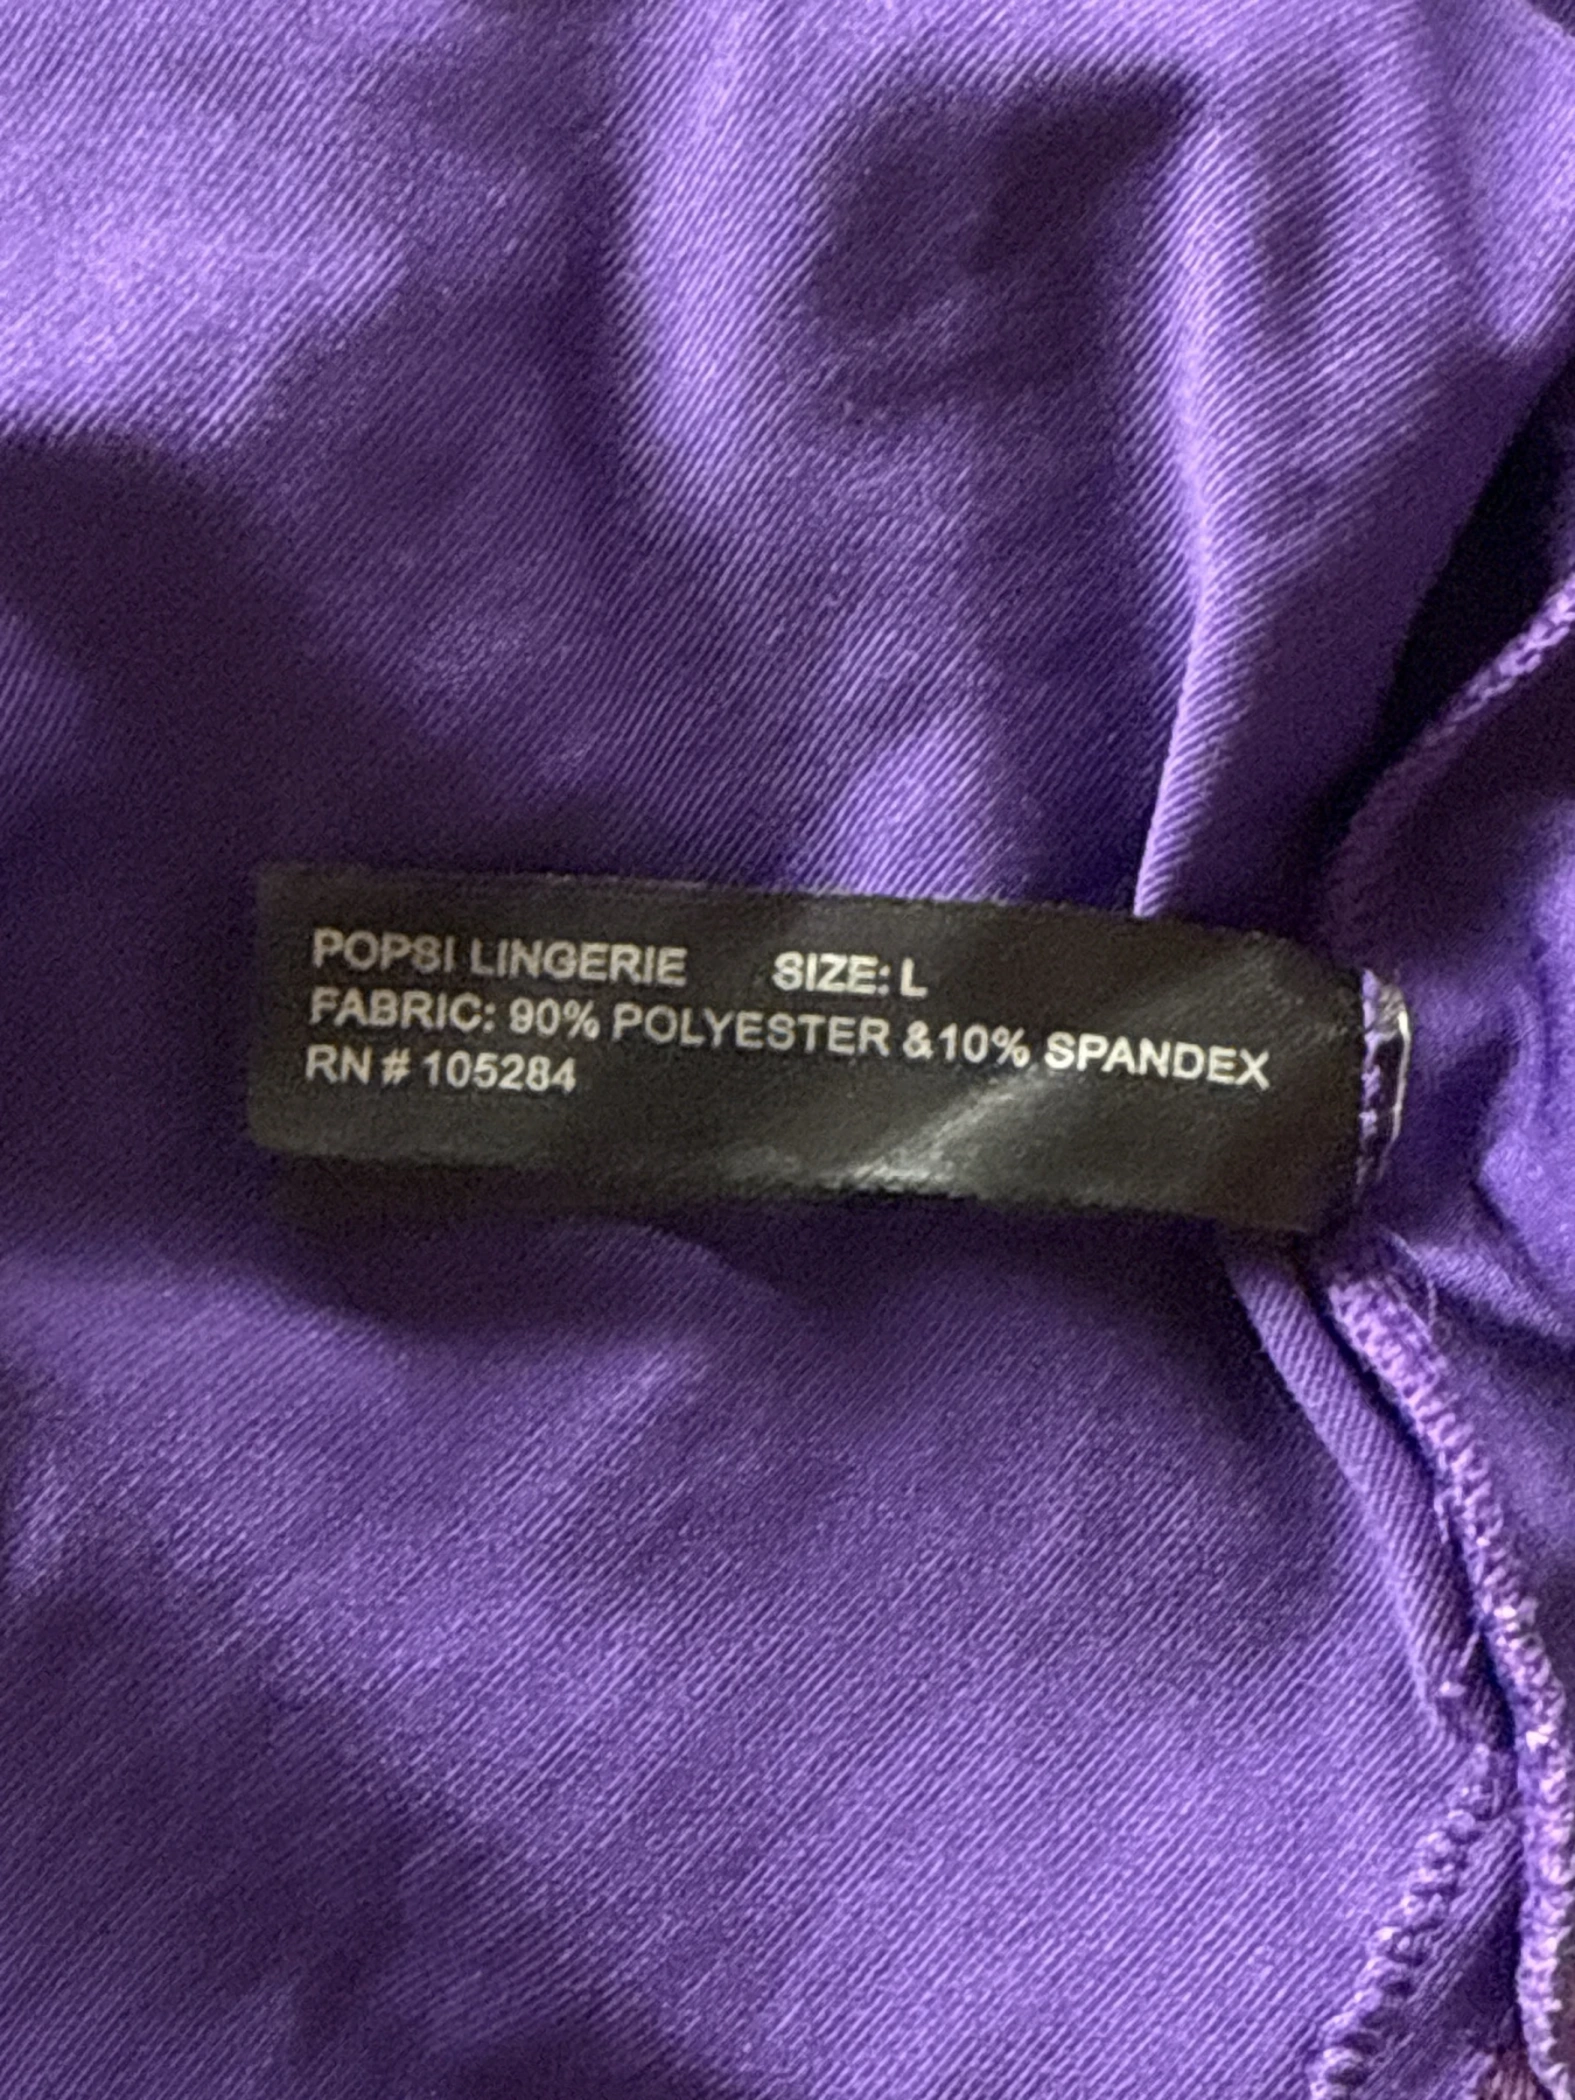 POPSI LINGERIE SIZE: L
FABRIC: 90% POLYESTER &10% SPANDEX
RN # 105284